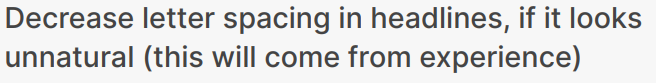 Decrease letter spacing in headlines, if it looks
unnatural (this will come from experience)